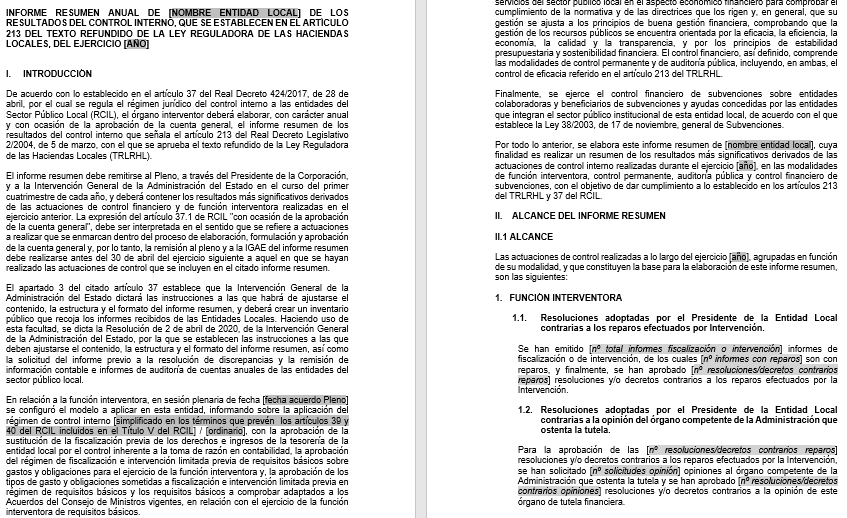 INFORME RESUMEN ANUAL DE [NOMBRE ENTIDAD LOCAL] DE LOS
RESULTADOS DEL CONTROL INTERNO, QUE SE ESTABLECEN EN EL ARTÍCULO
213 DEL TEXTO REFUNDIDO DE LA LEY REGULADORA DE LAS HACIENDAS
LOCALES, DEL EJERCICIO [AÑO]
I. INTRODUCCIÓN
De acuerdo con lo establecido en el artículo 37 del Real Decreto 424/2017, de 28 de
abril, por el cual se regula el régimen jurídico del control interno a las entidades del
Sector Público Local (RCIL), el órgano interventor deberá elaborar, con carácter anual
y con ocasión de la aprobación de la cuenta general, el informe resumen de los
resultados del control interno que señala el artículo 213 del Real Decreto Legislativo
2/2004, de 5 de marzo, con el que se aprueba el texto refundido de la Ley Reguladora
de las Haciendas Locales (TRLRHL).
El informe resumen debe remitirse al Pleno, a través del Presidente de la Corporación,
y a la Intervención General de la Administración del Estado en el curso del primer
cuatrimestre de cada año, y deberá contener los resultados más significativos derivados
de las actuaciones de control financiero y de función interventora realizadas en el
ejercicio anterior. La expresión del artículo 37.1 de RCIL "con ocasión de la aprobación
de la cuenta general", debe ser interpretada en el sentido que se refiere a actuaciones
a realizar que se enmarcan dentro del proceso de elaboración, formulación y aprobación
de la cuenta general y, por lo tanto, la remisión al pleno y a la IGAE del informe resumen
debe realizarse antes del 30 de abril del ejercicio siguiente a aquel en que se hayan
realizado las actuaciones de control que se incluyen en el citado informe resumen.
El apartado 3 del citado artículo 37 establece que la Intervención General de la
Administración del Estado dictará las instrucciones a las que habrá de ajustarse el
contenido, la estructura y el formato del informe resumen, y deberá crear un inventario
público que recoja los informes recibidos de las Entidades Locales. Haciendo uso de
esta facultad, se dicta la Resolución de 2 de abril de 2020, de la Intervención General
de la Administración del Estado, por la que se establecen las instrucciones a las que
deben ajustarse el contenido, la estructura y el formato del informe resumen, así como
la solicitud del informe previo a la resolución de discrepancias y la remisión de
información contable e informes de auditoría de cuentas anuales de las entidades del
sector público local.
En relación a la función interventora, en sesión plenaria de fecha [fecha acuerdo Pleno]
se configuró el modelo a aplicar en esta entidad, informando sobre la aplicación del
régimen de control interno [simplificado en los términos que prevén los artículos 39 y
40 del RCIL incluidos en el Título V del RCIL] / [ordinario], con la aprobación de la
sustitución de la fiscalización previa de los derechos e ingresos de la tesorería de la
entidad local por el control inherente a la toma de razón en contabilidad, la aprobación
del régimen de fiscalización e intervención limitada previa de requisitos básicos sobre
gastos y obligaciones para el ejercicio de la función interventora y, la aprobación de los
tipos de gasto y obligaciones sometidas a fiscalización e intervención limitada previa en
régimen de requisitos básicos y los requisitos básicos a comprobar adaptados a los
Acuerdos del Consejo de Ministros vigentes, en relación con el ejercicio de la función
interventora de requisitos básicos.
servicios del sector público local en el aspecto económico financiero para comprobar el
cumplimiento de la normativa y de las directrices que los rigen y, en general, que su
gestión se ajusta a los principios de buena gestión financiera, comprobando que la
gestión de los recursos públicos se encuentra orientada por la eficacia, la eficiencia, la
economía, la calidad y la transparencia, y por los principios de estabilidad
presupuestaria y sostenibilidad financiera. El control financiero, así definido, comprende
las modalidades de control permanente y de auditoría pública, incluyendo, en ambas, el
control de eficacia referido en el artículo 213 del TRLRHL.
Finalmente, se ejerce el control financiero de subvenciones sobre entidades
colaboradoras y beneficiarios de subvenciones y ayudas concedidas por las entidades
que integran el sector público institucional de esta entidad local, de acuerdo con el que
establece la Ley 38/2003, de 17 de noviembre, general de Subvenciones.
Por todo lo anterior, se elabora este informe resumen de [nombre entidad local], cuya
finalidad es realizar un resumen de los resultados más significativos derivados de las
actuaciones de control interno realizadas durante el ejercicio [año], en las modalidades
de función interventora, control permanente, auditoría pública y control financiero de
subvenciones, con el objetivo de dar cumplimiento a lo establecido en los artículos 213
del TRLRHL y 37 del RCIL.
II. ALCANCE DEL INFORME RESUMEN
II.1 ALCANCE
Las actuaciones de control realizadas a lo largo del ejercicio [año], agrupadas en función
de su modalidad, y que constituyen la base para la elaboración de este informe resumen,
son las siguientes:
1. FUNCIÓN INTERVENTORA
1.1. Resoluciones adoptadas por el Presidente de la Entidad Local
contrarias a los reparos efectuados por Intervención.
Se han emitido [nº total informes fiscalización o intervención] informes de
fiscalización o de intervención, de los cuales [nº informes con reparos] son con
reparos, y finalmente, se han aprobado [nº resoluciones/decretos contrarios
reparos] resoluciones y/o decretos contrarios a los reparos efectuados por la
Intervención.
1.2. Resoluciones adoptadas por el Presidente de la Entidad Local
contrarias a la opinión del órgano competente de la Administración
que ostenta la tutela.
Para la aprobación de las [nº resoluciones/decretos contrarios reparos]
resoluciones y/o decretos contrarios a los reparos efectuados por la Intervención,
se han solicitado [nº solicitudes opinión] opiniones al órgano competente de la
Administración que ostenta la tutela y se han aprobado [nº resoluciones/decretos
contrarios opiniones] resoluciones y/o decretos contrarios a la opinión de este
órgano de tutela financiera.